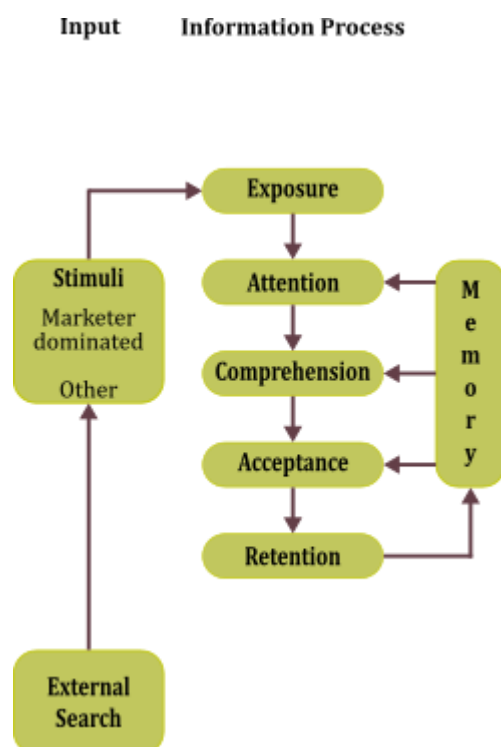 Input
Information Process
Exposure
Stimuli
Marketer
dominated
Other
Attention
Comprehension
Acceptance
Retention
M
e
m
o
r
y
External
Search